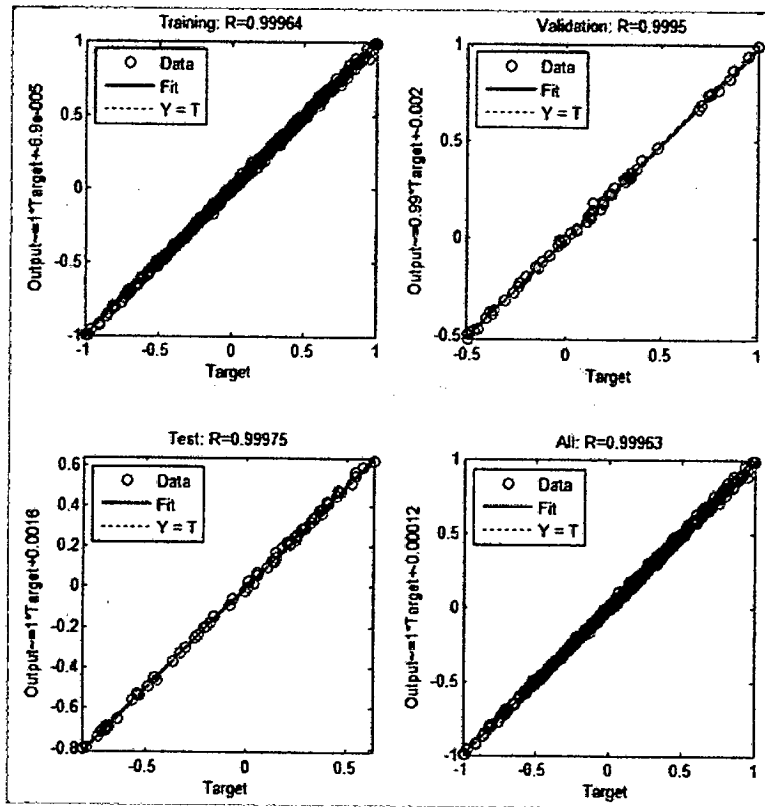 Training: R=0.99964
Output~=1*Target+-6.9e-005
1
0.5
0
-0.5
-1
Data
Fit
Y = T
-1
-0.5
0
0.5
1
Target
Validation: R=0.9995
Output~=0.99*Target+-0.002
1
0.5
0
-0.5
Data
Fit
Y = T
-0.5
0
0.5
1
Target
Test: R=0.99975
Output~=1*Target+0.0016
0.6
0.4
0.2
0
-0.2
-0.4
-0.6
-0.8
Data
Fit
Y = T
-0.5
0
0.5
Target
All: R=0.99963
Output~=1*Target+-0.00012
1
0.5
0
-0.5
-1
Data
Fit
Y = T
-1
-0.5
0
0.5
1
Target